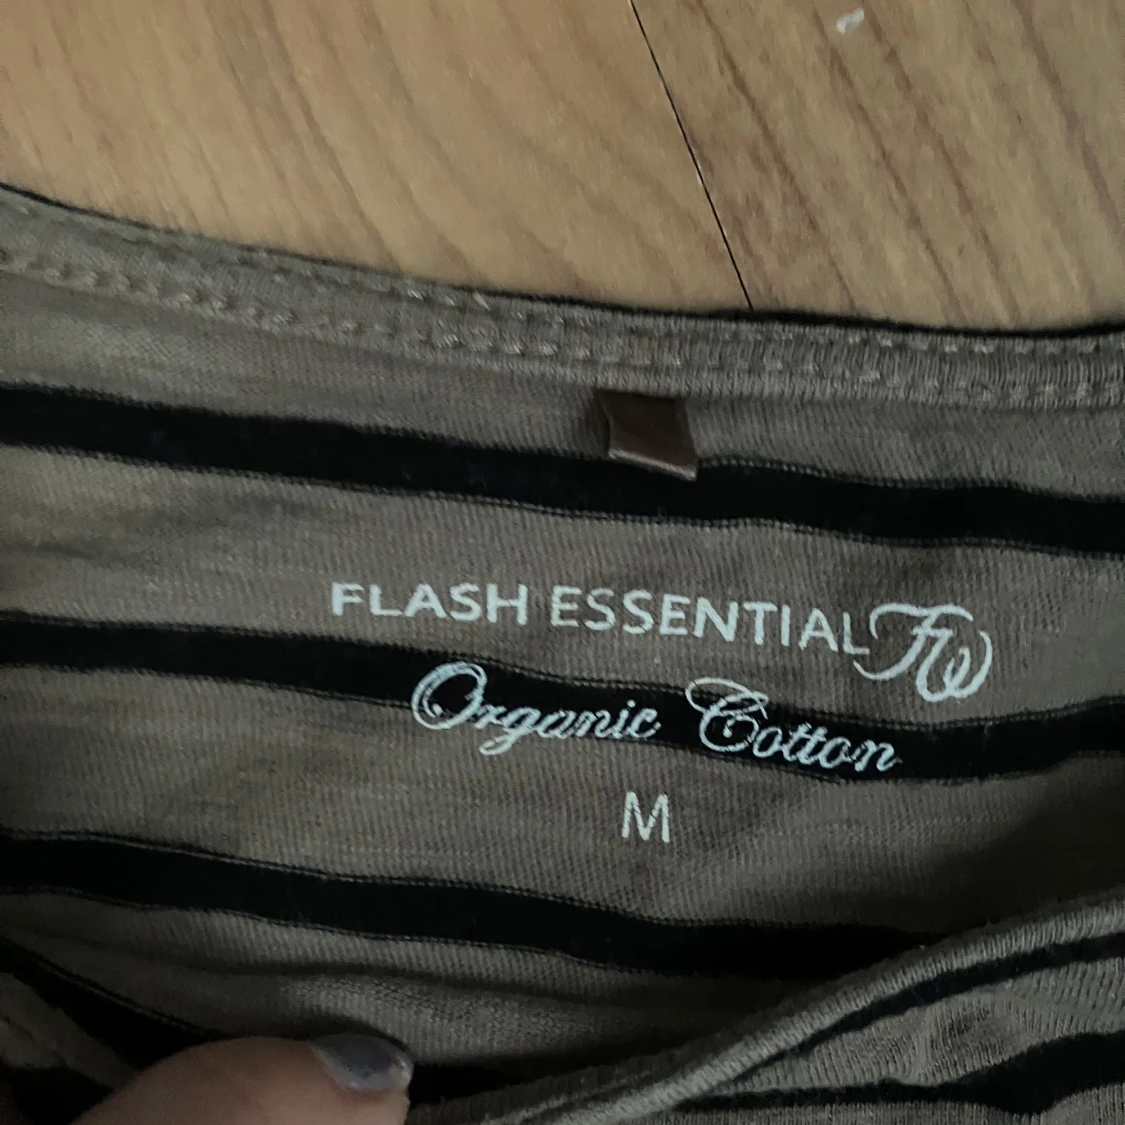 FLASH ESSENTIAL FW
Organic Cotton
M